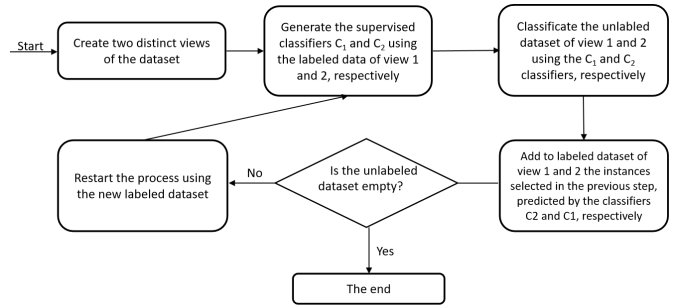 Start
Create two distinct views
of the dataset
Generate the supervised
classifiers C₁ and C₂ using
the labeled data of view 1
and 2, respectively
Classificate the unlabled
dataset of view 1 and 2
using the C₁ and C₂
classifiers, respectively
Add to labeled dataset of
view 1 and 2 the instances
selected in the previous step,
predicted by the classifiers
C2 and C1, respectively
Is the unlabeled
dataset empty?
No
Restart the process using
the new labeled dataset
Yes
The end